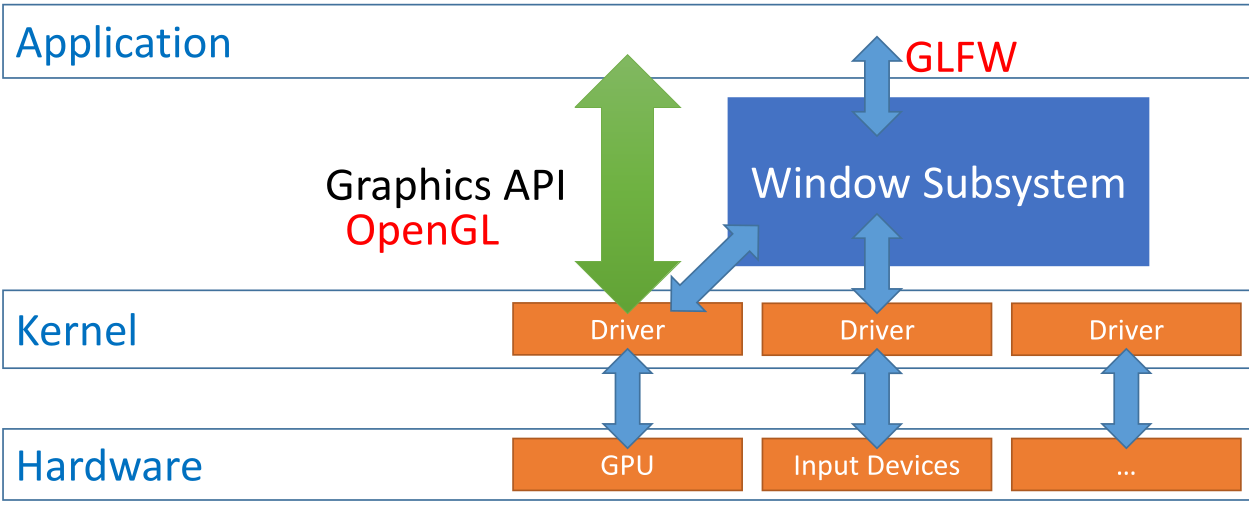 Application
GLFW
Graphics API
OpenGL
Window Subsystem
Kernel
Driver
Driver
Driver
Hardware
GPU
Input Devices
...